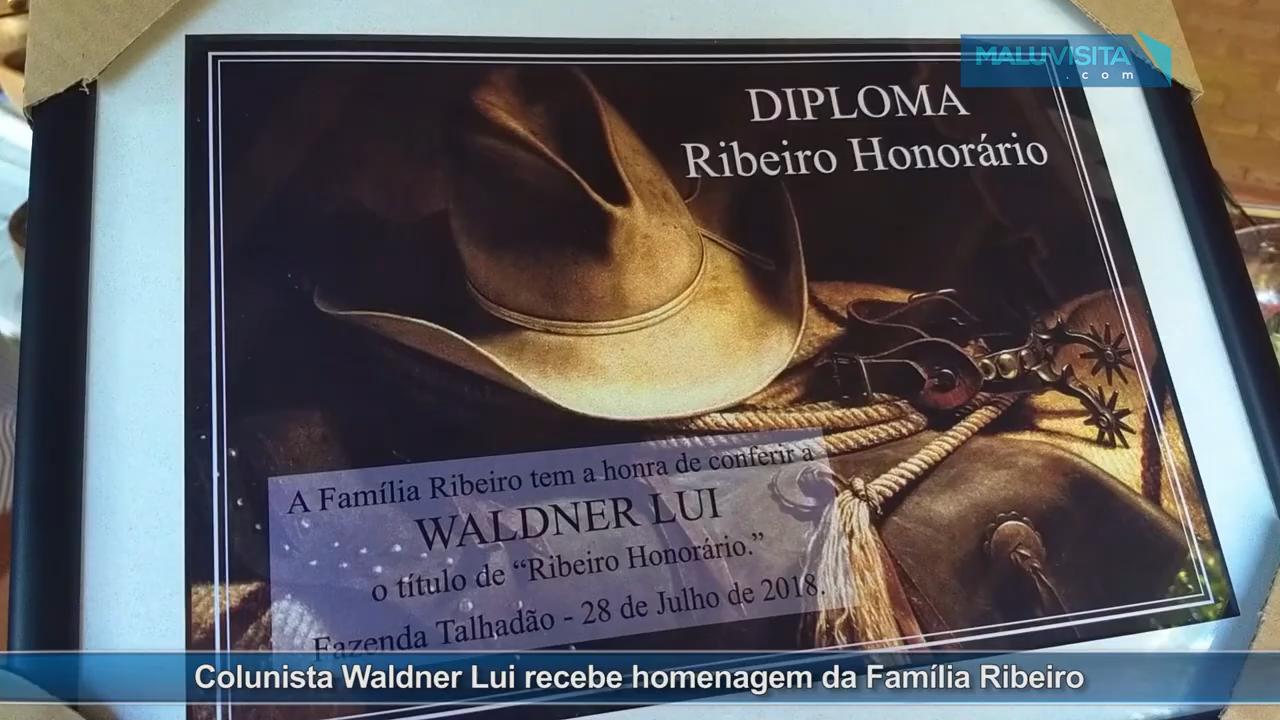 MALUVISITA
.com
DIPLOMA
Ribeiro Honorário
A Família Ribeiro tem a honra de conferir a
WALDNER LUI
o título de “Ribeiro Honorário.”
Fazenda Talhadão - 28 de Julho de 2018.
Colunista Waldner Lui recebe homenagem da Família Ribeiro